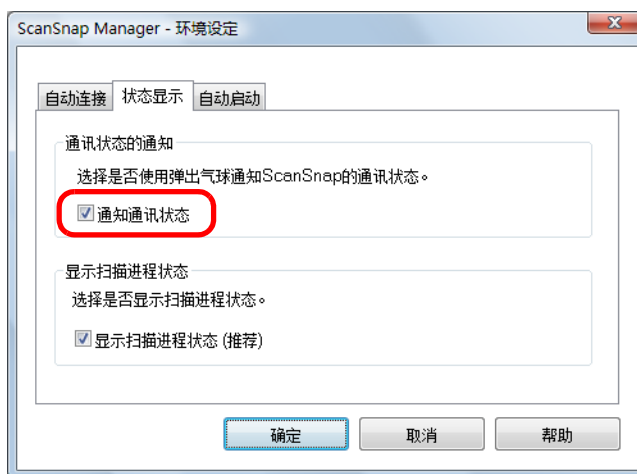 ScanSnap Manager - 环境设定
自动连接 状态显示 自动启动
通讯状态的通知
选择是否使用弹出气球通知ScanSnap的通讯状态。
通知通讯状态
显示扫描进程状态
选择是否显示扫描进程状态。
显示扫描进程状态 (推荐)
确定 取消 帮助